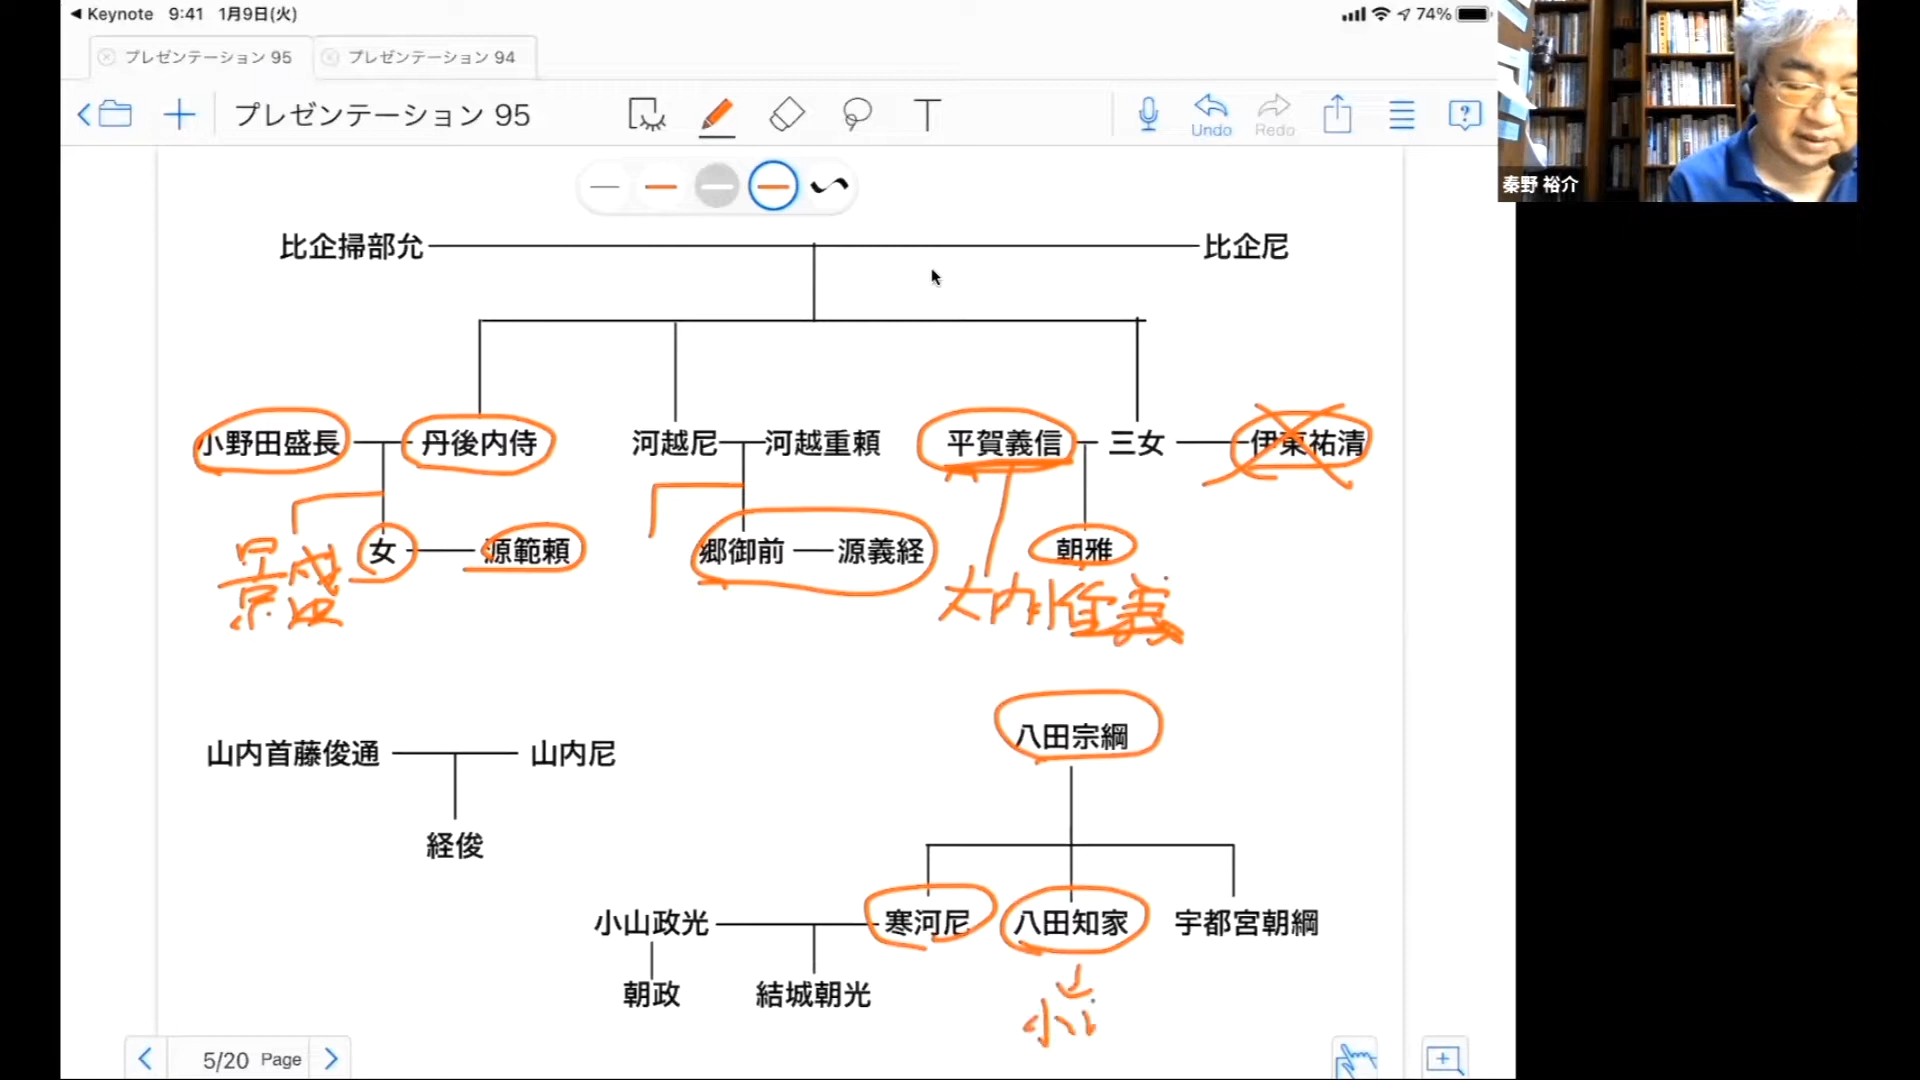 ◀ Keynote 9:41 1月9日(火) 74%
プレゼンテーション 95 プレゼンテーション 94
プレゼンテーション 95 T Undo Redo ?
秦野 裕介
比企掃部允 比企尼
小野田盛長 丹後内侍 河越尼 河越重頼 平賀義信 三女 伊東祐清
女 源範頼 郷御前 源義経 朝雅
景盛 大内惟義
八田宗綱
山内首藤俊通 山内尼
経俊
小山政光 寒河尼 八田知家 宇都宮朝綱
朝政 結城朝光
小
5/20 Page